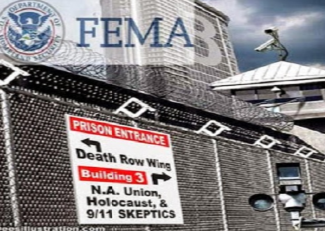 FEMA
PRISON ENTRANCE
Death Row Wing
Building 3
N.A. Union,
Holocaust, &
9/11 SKEPTICS